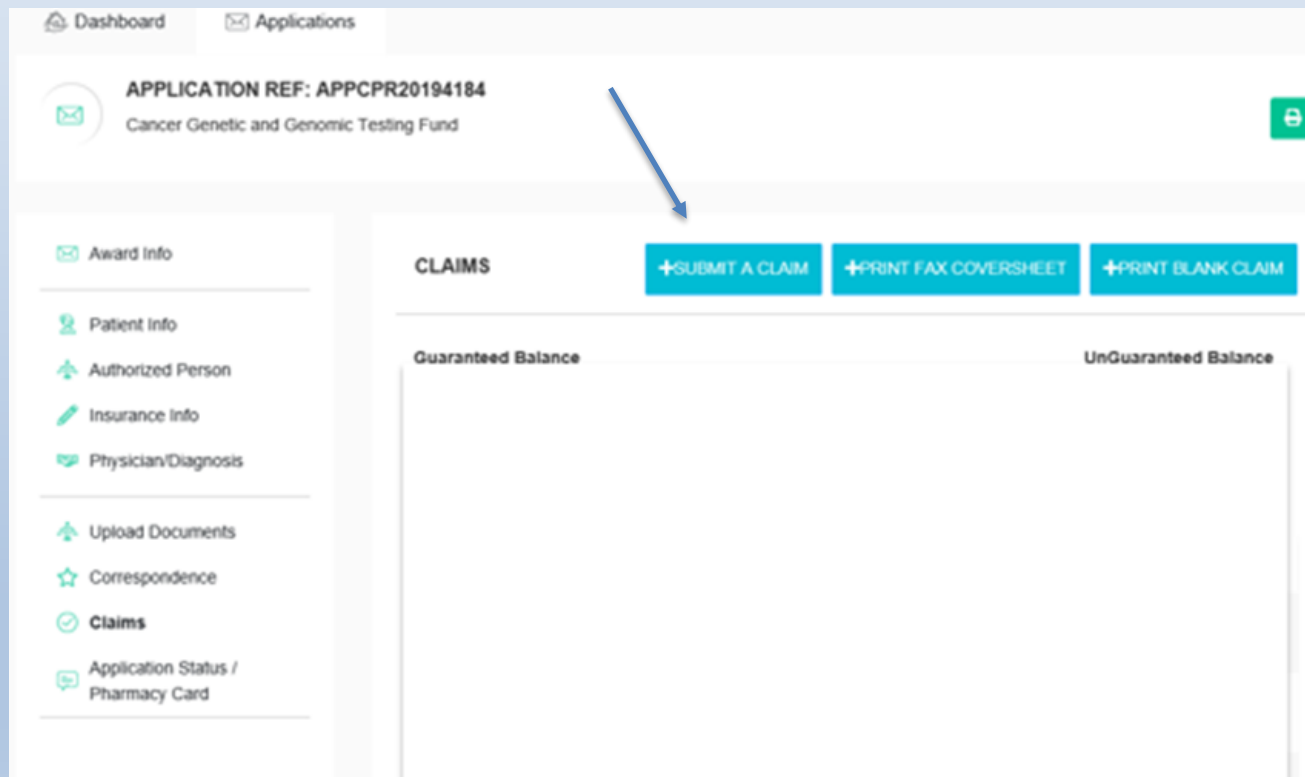 Dashboard
Applications
APPLICATION REF: APPCPR20194184
Cancer Genetic and Genomic Testing Fund
Award Info
Patient Info
Authorized Person
Insurance Info
Physician/Diagnosis
Upload Documents
Correspondence
Claims
Application Status /
Pharmacy Card
CLAIMS
+SUBMIT A CLAIM
+PRINT FAX COVERSHEET
+PRINT BLANK CLAIM
Guaranteed Balance
UnGuaranteed Balance